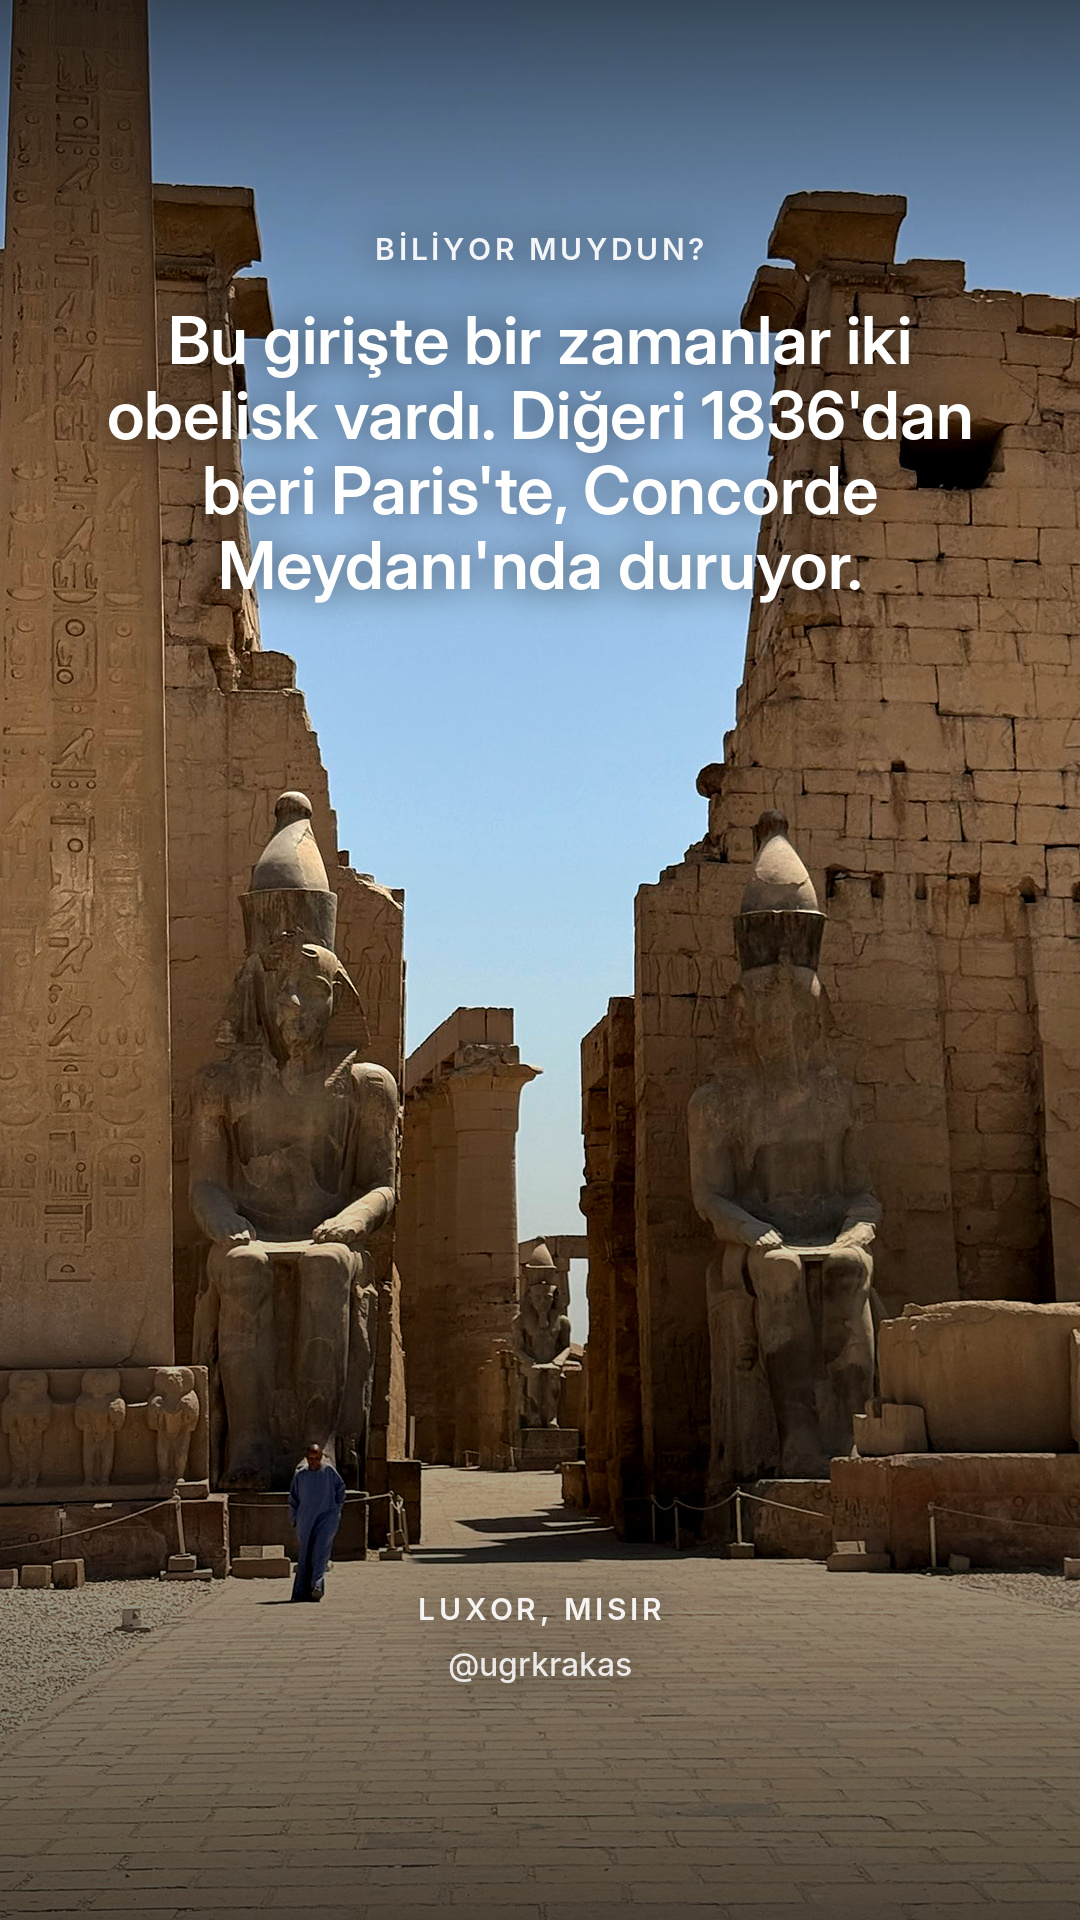 BİLİYOR MUYDUN?
Bu girişte bir zamanlar iki
obelisk vardı. Diğeri 1836'dan
beri Paris'te, Concorde
Meydanı'nda duruyor.
LUXOR, MISIR
@ugrkrakas